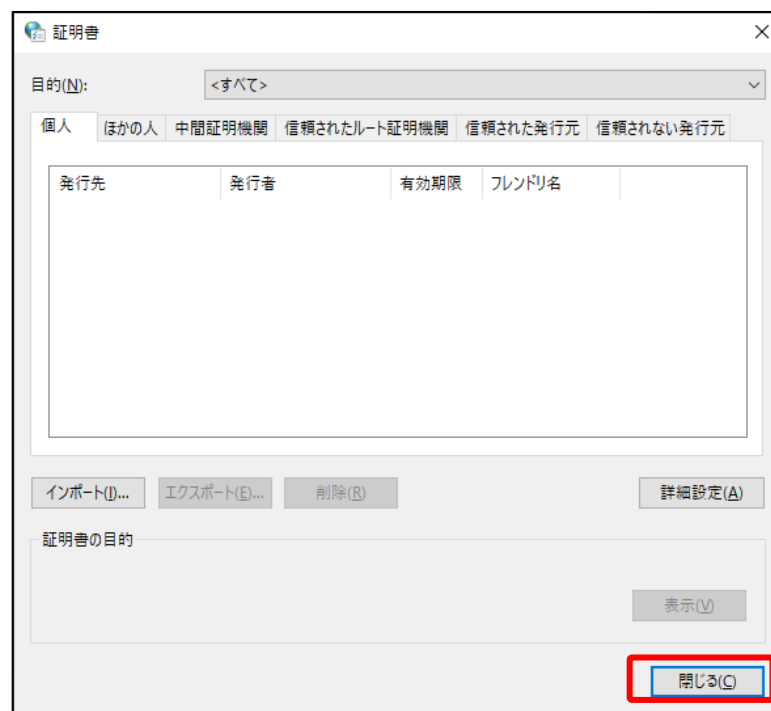 証明書
目的(N): <すべて>
個人 ほかの人 中間証明機関 信頼されたルート証明機関 信頼された発行元 信頼されない発行元
発行先 発行者 有効期限 フレンドリ名
インポート(I)... エクスポート(E)... 削除(R) 詳細設定(A)
証明書の目的
表示(V)
閉じる(C)